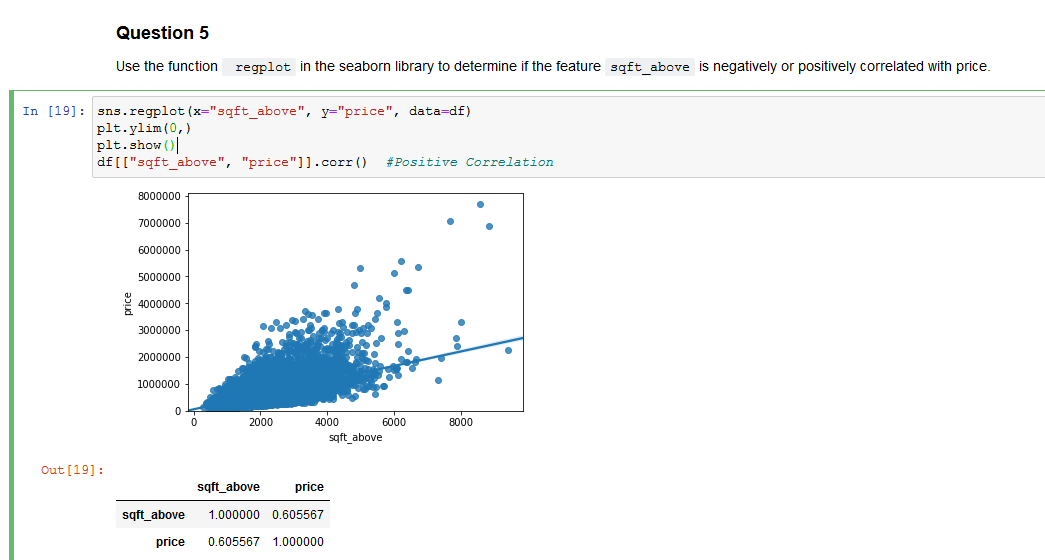 Question 5
Use the function regplot in the seaborn library to determine if the feature sqft_above is negatively or positively correlated with price.
In [19]:
sns.regplot(x="sqft_above", y="price", data=df)
plt.ylim(0,)
plt.show()
df[["sqft_above", "price"]].corr()  #Positive Correlation
8000000
7000000
6000000
5000000
4000000
3000000
2000000
1000000
0
price
0 2000 4000 6000 8000
sqft_above
Out[19]:
sqft_above price
sqft_above 1.000000 0.605567
price 0.605567 1.000000